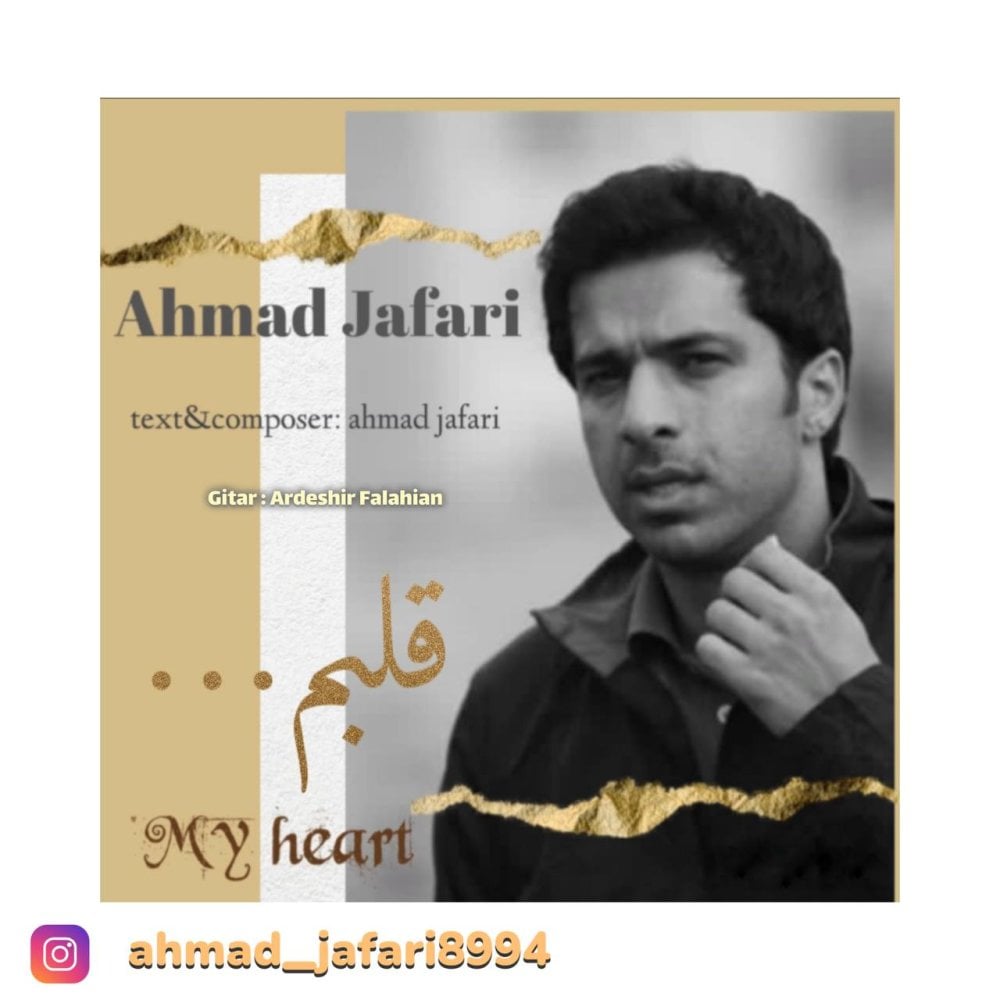 Ahmad Jafari
text&composer: ahmad jafari
Gitar : Ardeshir Falahian
قلبم...
My heart
ahmad_jafari8994